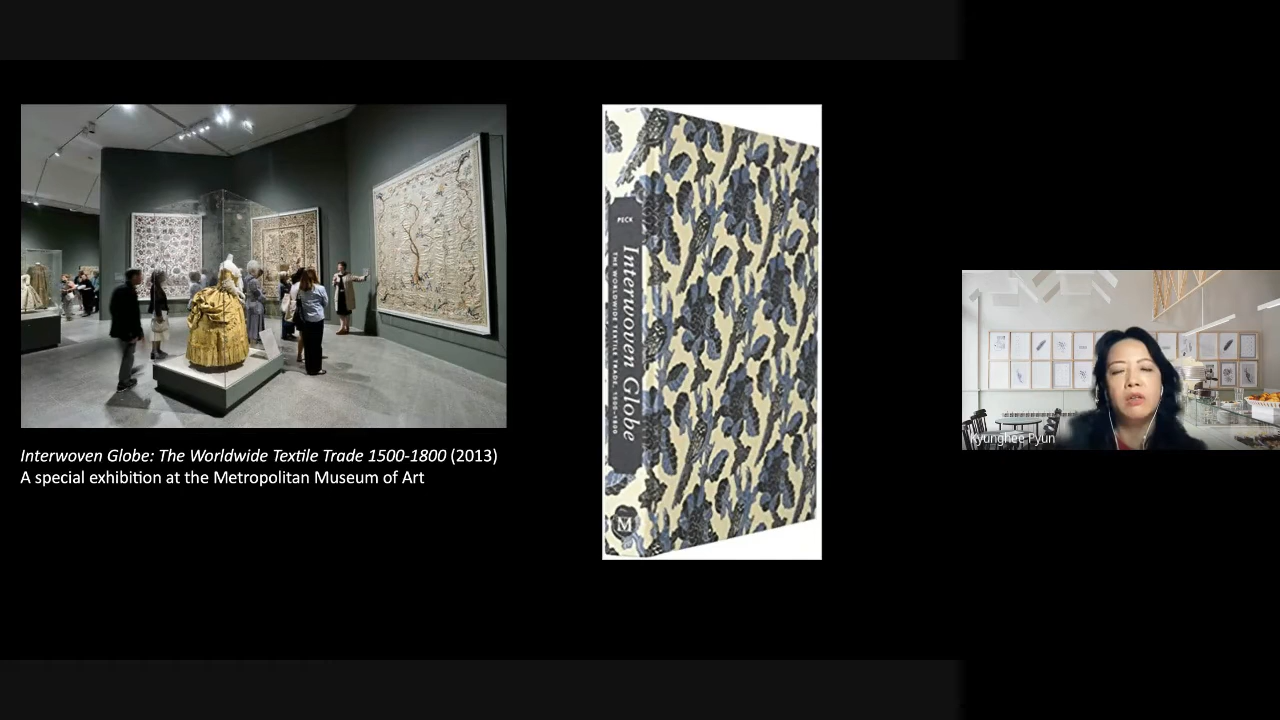 Interwoven Globe: The Worldwide Textile Trade 1500-1800 (2013)
A special exhibition at the Metropolitan Museum of Art
PECK
Interwoven Globe
THE WORLDWIDE TEXTILE TRADE, 1500–1800
M
Kyunghee Pyun